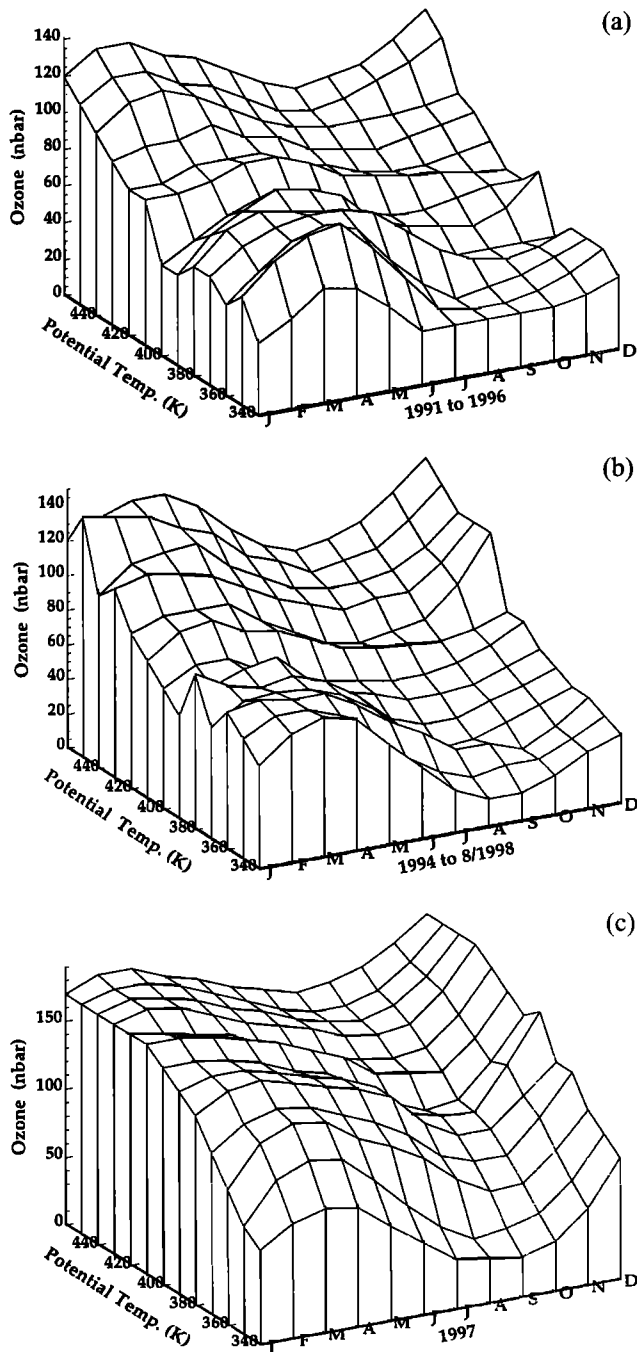 (a)
140
120
100
80
60
40
20
0
Ozone (nbar)
440
420
400
380
360
340
Potential Temp. (K)
J F M A M J J A S O N D
1991 to 1996
(b)
140
120
100
80
60
40
20
0
Ozone (nbar)
440
420
400
380
360
340
Potential Temp. (K)
J F M A M J J A S O N D
1994 to 8/1998
(c)
150
100
50
0
Ozone (nbar)
440
420
400
380
360
340
Potential Temp. (K)
J F M A M J J A S O N D
1997